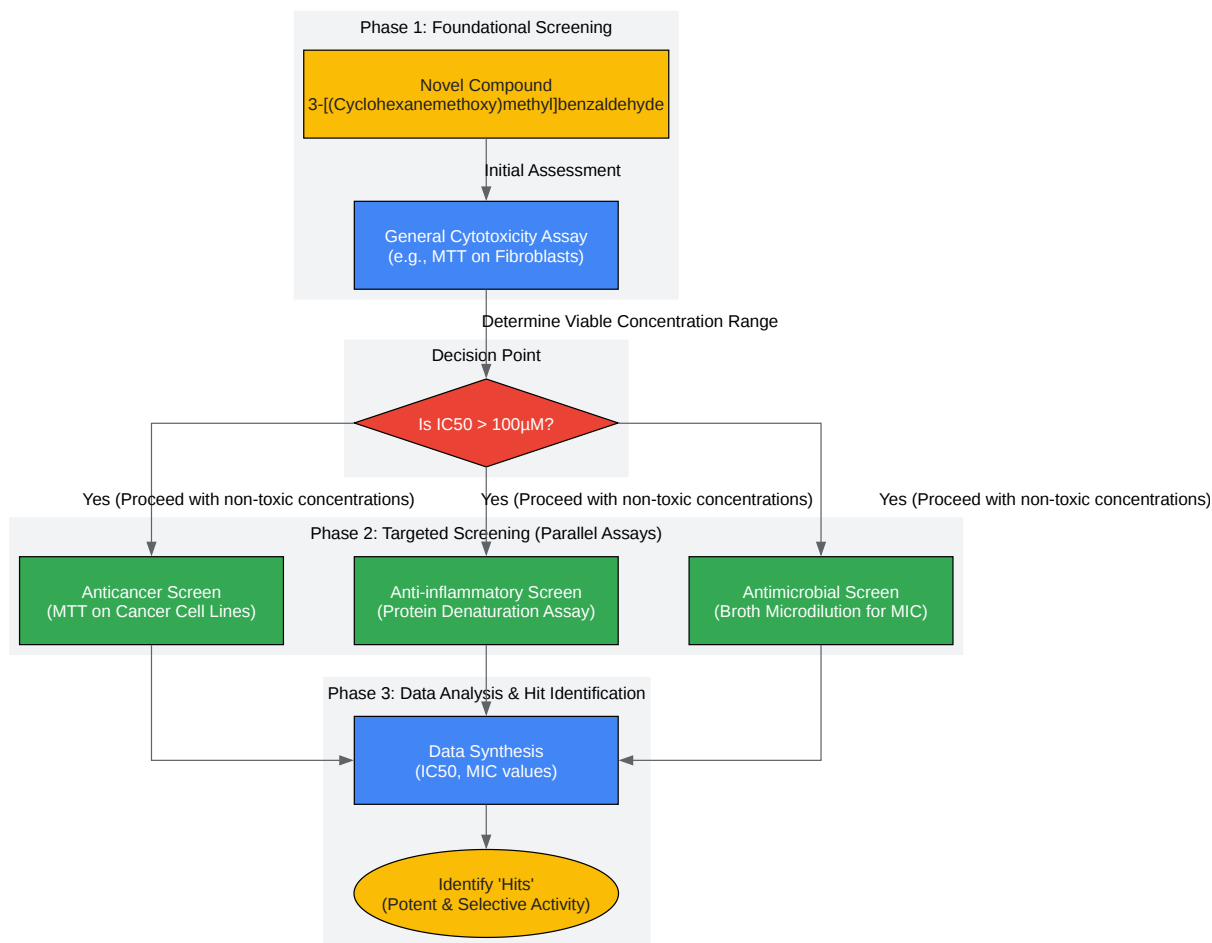 Phase 1: Foundational Screening
Novel Compound
3-[(Cyclohexanemethoxy)methyl]benzaldehyde
Initial Assessment
General Cytotoxicity Assay
(e.g., MTT on Fibroblasts)
Determine Viable Concentration Range
Decision Point
Is IC50 > 100µM?
Yes (Proceed with non-toxic concentrations)
Yes (Proceed with non-toxic concentrations)
Yes (Proceed with non-toxic concentrations)
Phase 2: Targeted Screening (Parallel Assays)
Anticancer Screen
(MTT on Cancer Cell Lines)
Anti-inflammatory Screen
(Protein Denaturation Assay)
Antimicrobial Screen
(Broth Microdilution for MIC)
Phase 3: Data Analysis & Hit Identification
Data Synthesis
(IC50, MIC values)
Identify 'Hits'
(Potent & Selective Activity)